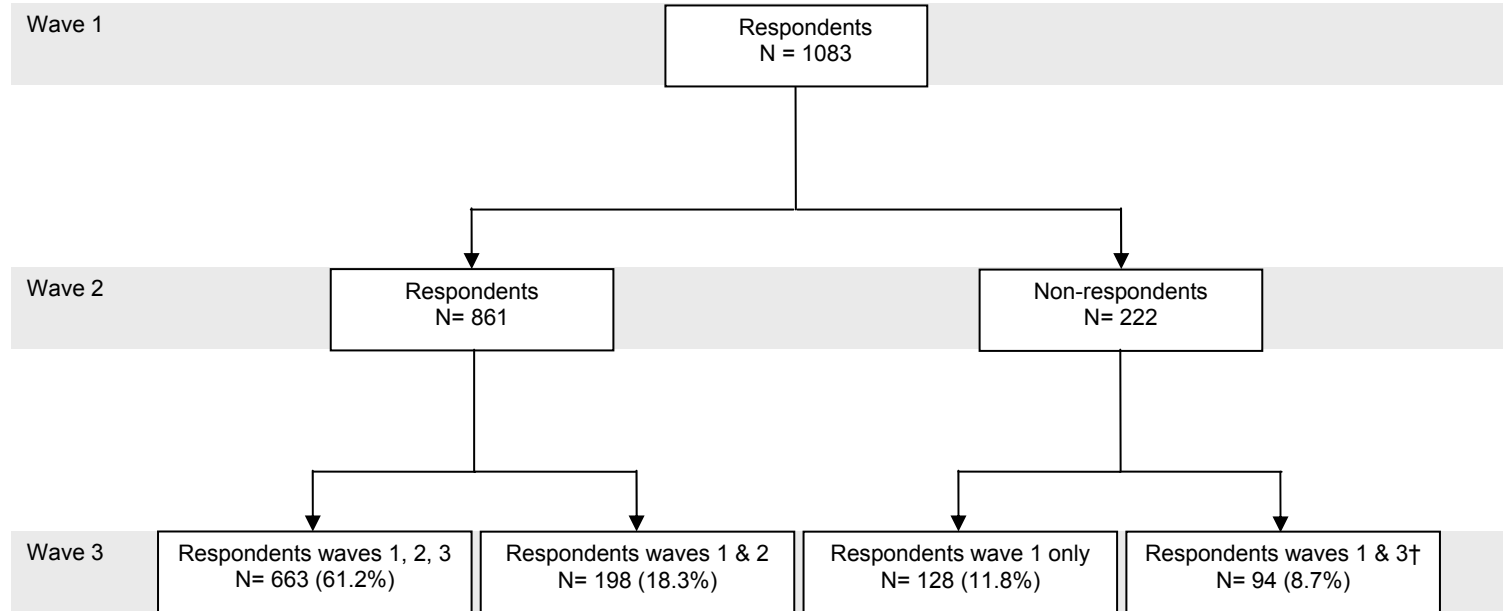 Wave 1
Respondents
N = 1083
Wave 2
Respondents
N= 861
Non-respondents
N= 222
Wave 3
Respondents waves 1, 2, 3
N= 663 (61.2%)
Respondents waves 1 & 2
N= 198 (18.3%)
Respondents wave 1 only
N= 128 (11.8%)
Respondents waves 1 & 3†
N= 94 (8.7%)